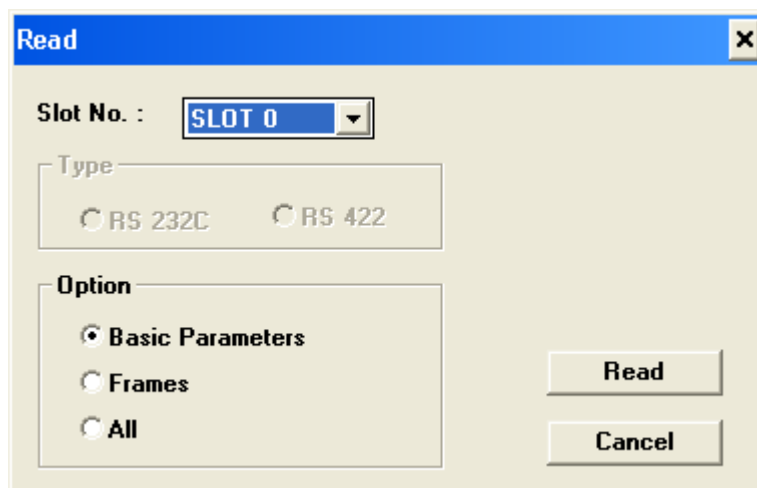 Read
Slot No. :
SLOT 0
Type
RS 232C
RS 422
Option
Basic Parameters
Frames
All
Read
Cancel